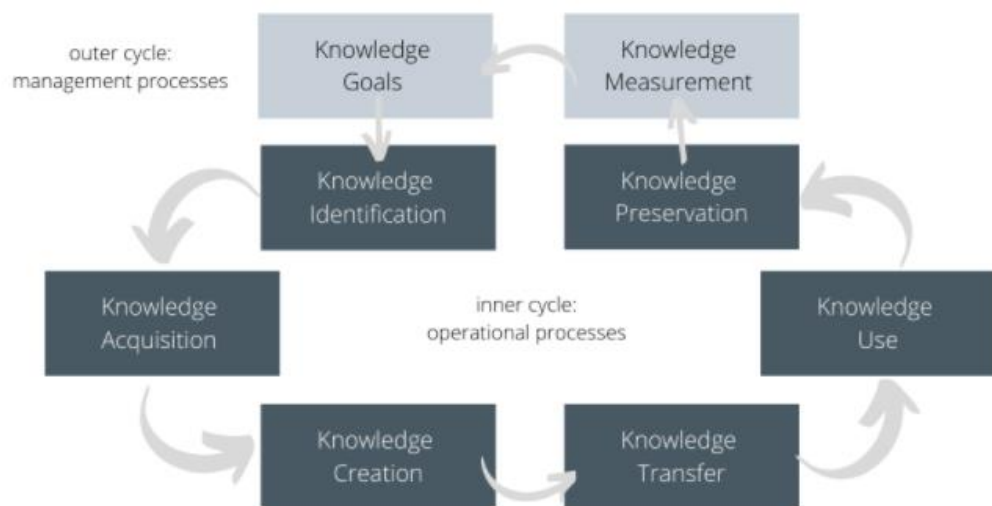 outer cycle:
management processes
Knowledge
Goals
Knowledge
Measurement
Knowledge
Identification
Knowledge
Preservation
Knowledge
Acquisition
inner cycle:
operational processes
Knowledge
Use
Knowledge
Creation
Knowledge
Transfer